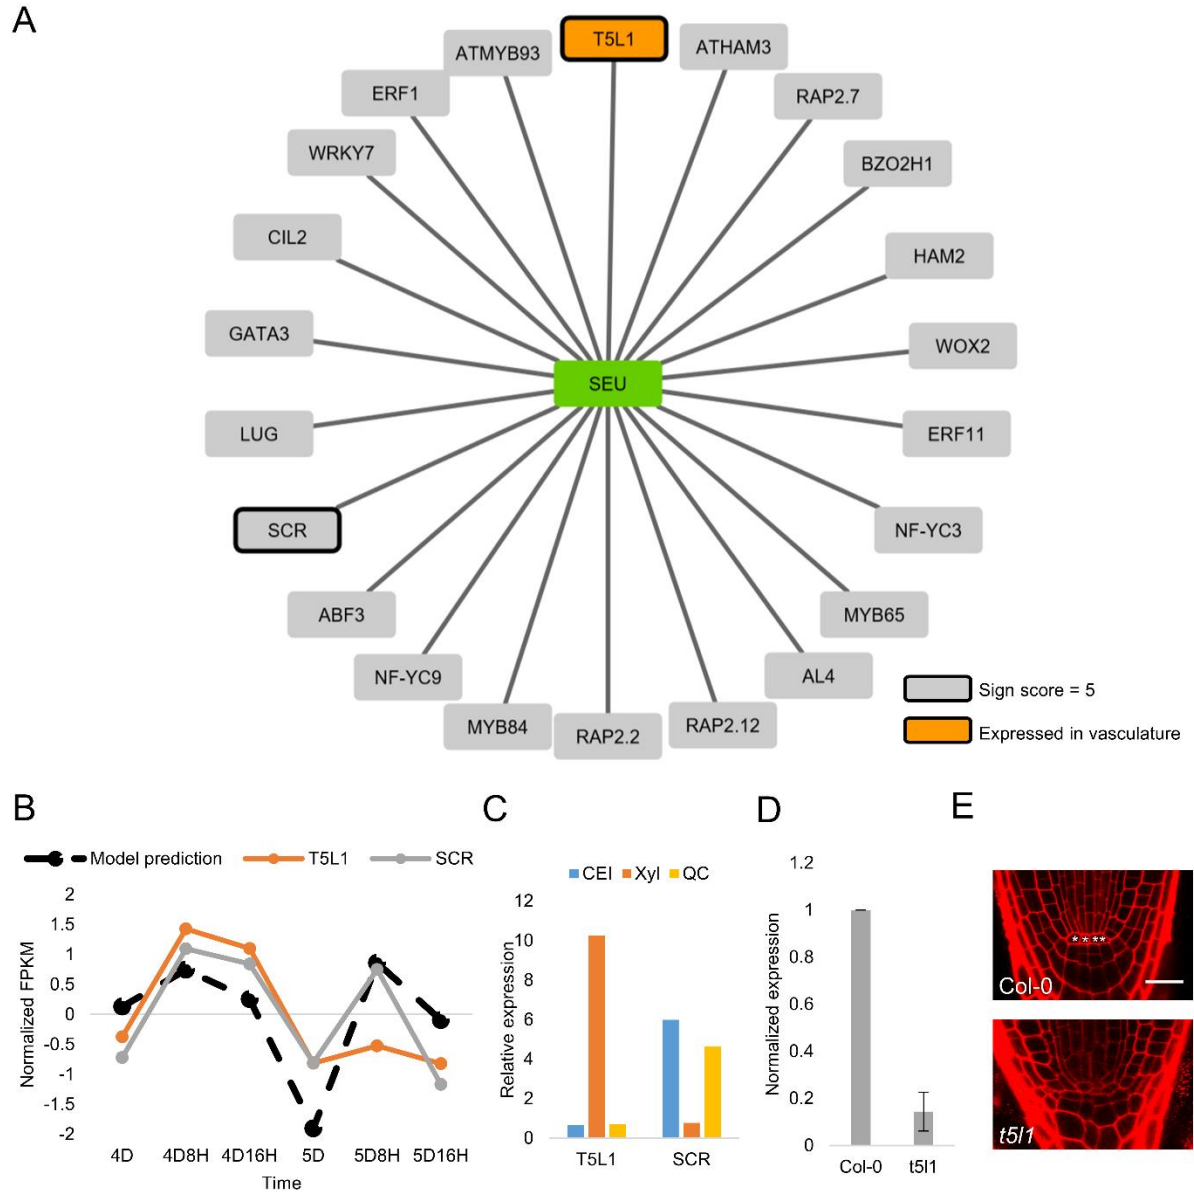 A
T5L1
ATHAM3
ATMYB93
ERF1
RAP2.7
WRKY7
BZO2H1
CIL2
HAM2
GATA3
WOX2
SEU
LUG
ERF11
SCR
NF-YC3
ABF3
MYB65
NF-YC9
AL4
MYB84
RAP2.2
RAP2.12
Sign score = 5
Expressed in vasculature
B
Model prediction
T5L1
SCR
Normalized FPKM
2
1.5
1
0.5
0
-0.5
-1
-1.5
-2
4D 4D8H 4D16H 5D 5D8H 5D16H
Time
C
CEI Xyl QC
Relative expression
12
10
8
6
4
2
0
T5L1 SCR
D
Normalized expression
1.2
1
0.8
0.6
0.4
0.2
0
Col-0 t5l1
E
* * **
Col-0
t5l1